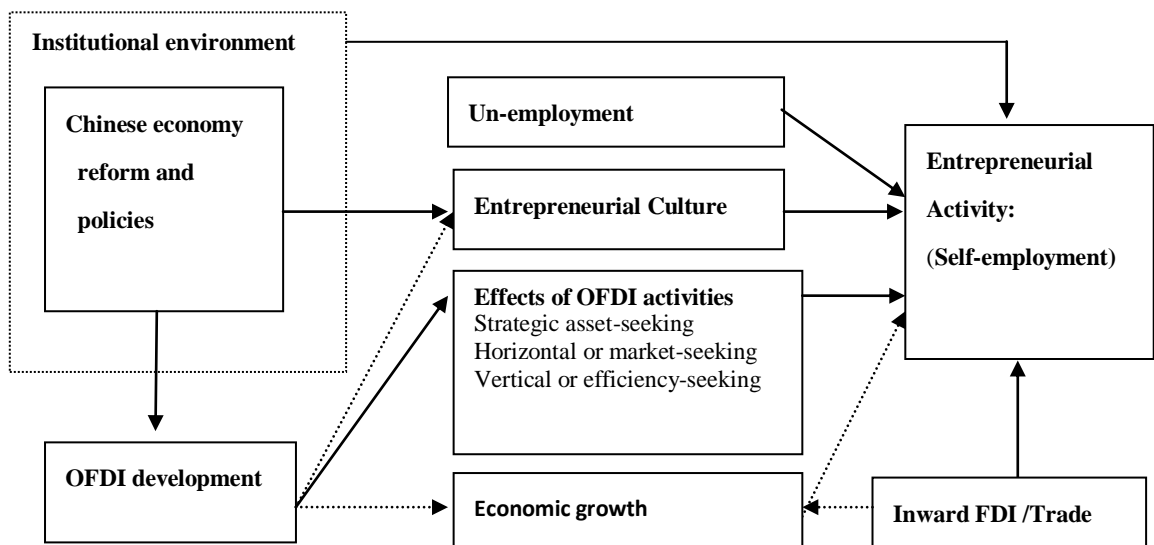 Institutional environment
Chinese economy
reform and
policies
OFDI development
Un-employment
Entrepreneurial Culture
Effects of OFDI activities
Strategic asset-seeking
Horizontal or market-seeking
Vertical or efficiency-seeking
Economic growth
Entrepreneurial
Activity:
(Self-employment)
Inward FDI /Trade